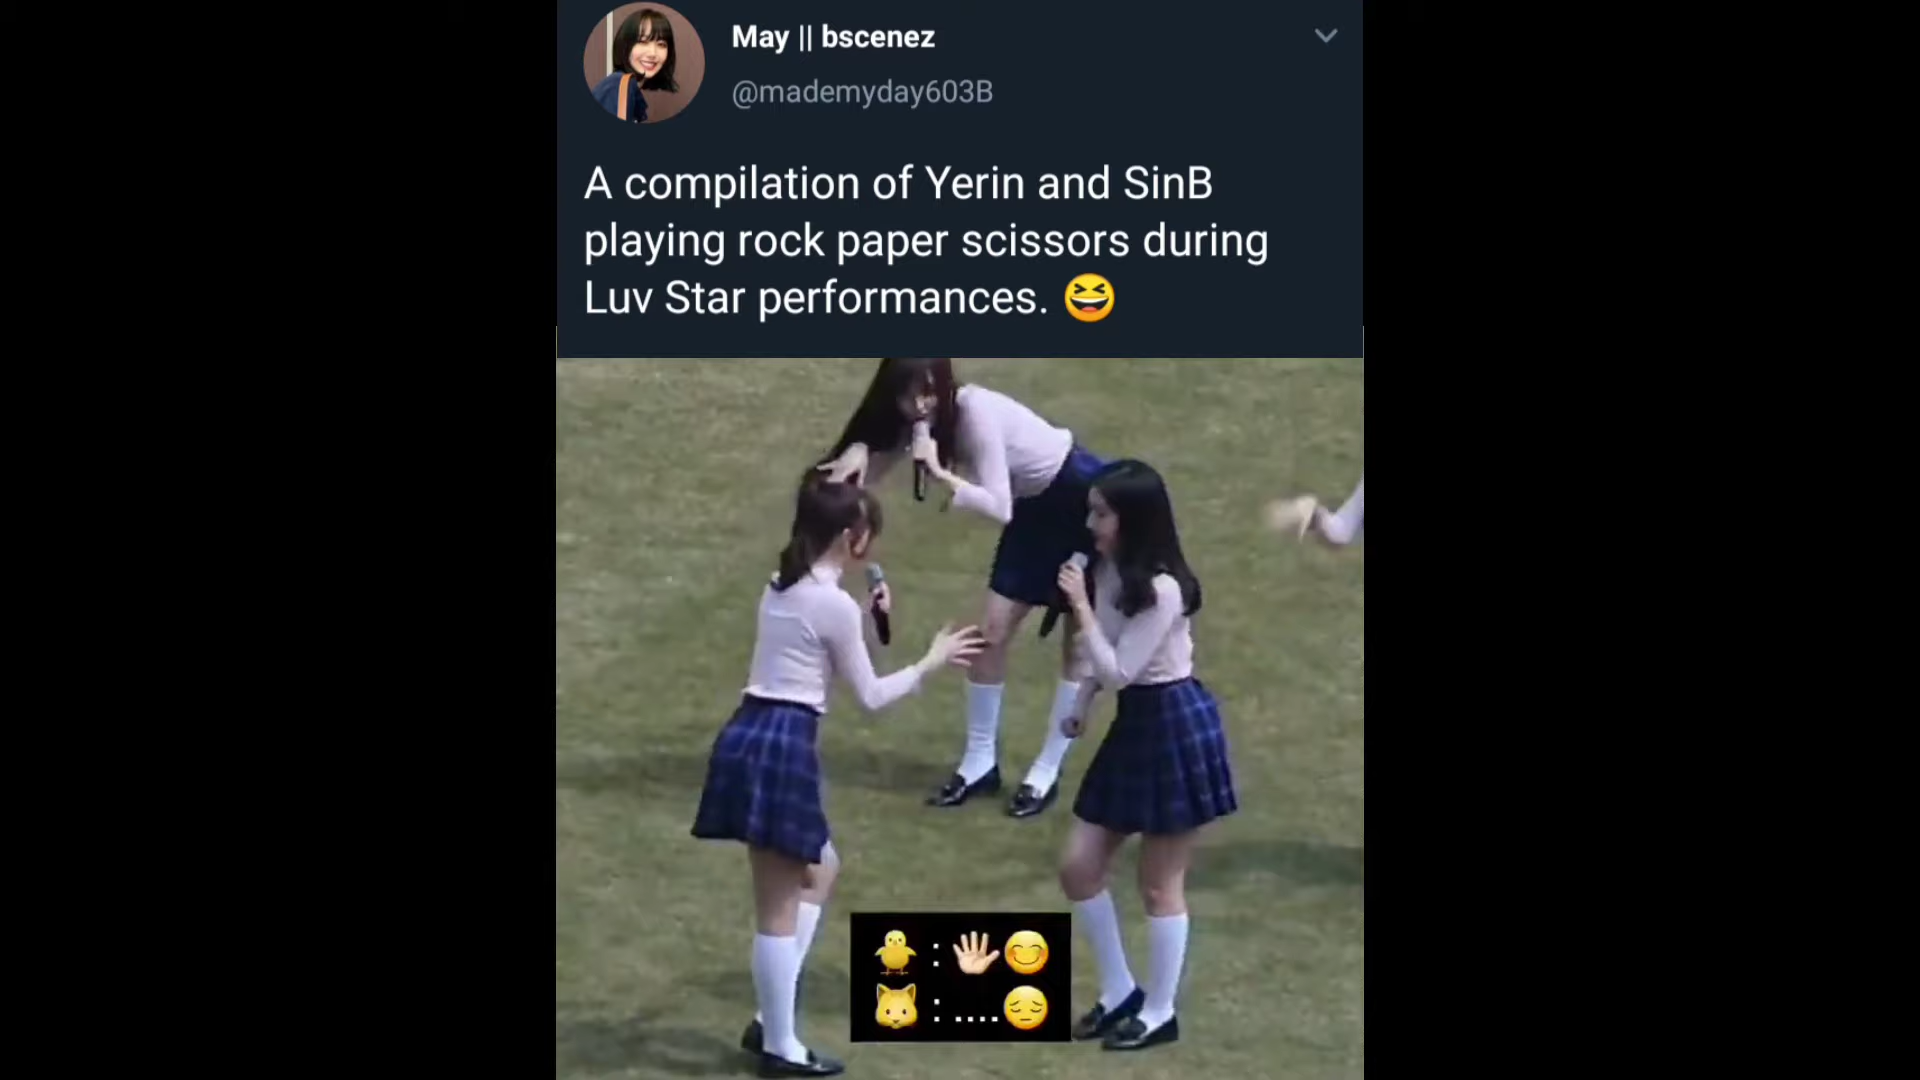 May || bscenez
@mademyday603B
A compilation of Yerin and SinB
playing rock paper scissors during
Luv Star performances. 😆
🐥 : 🖐🏻😊
🐱 : ....😔